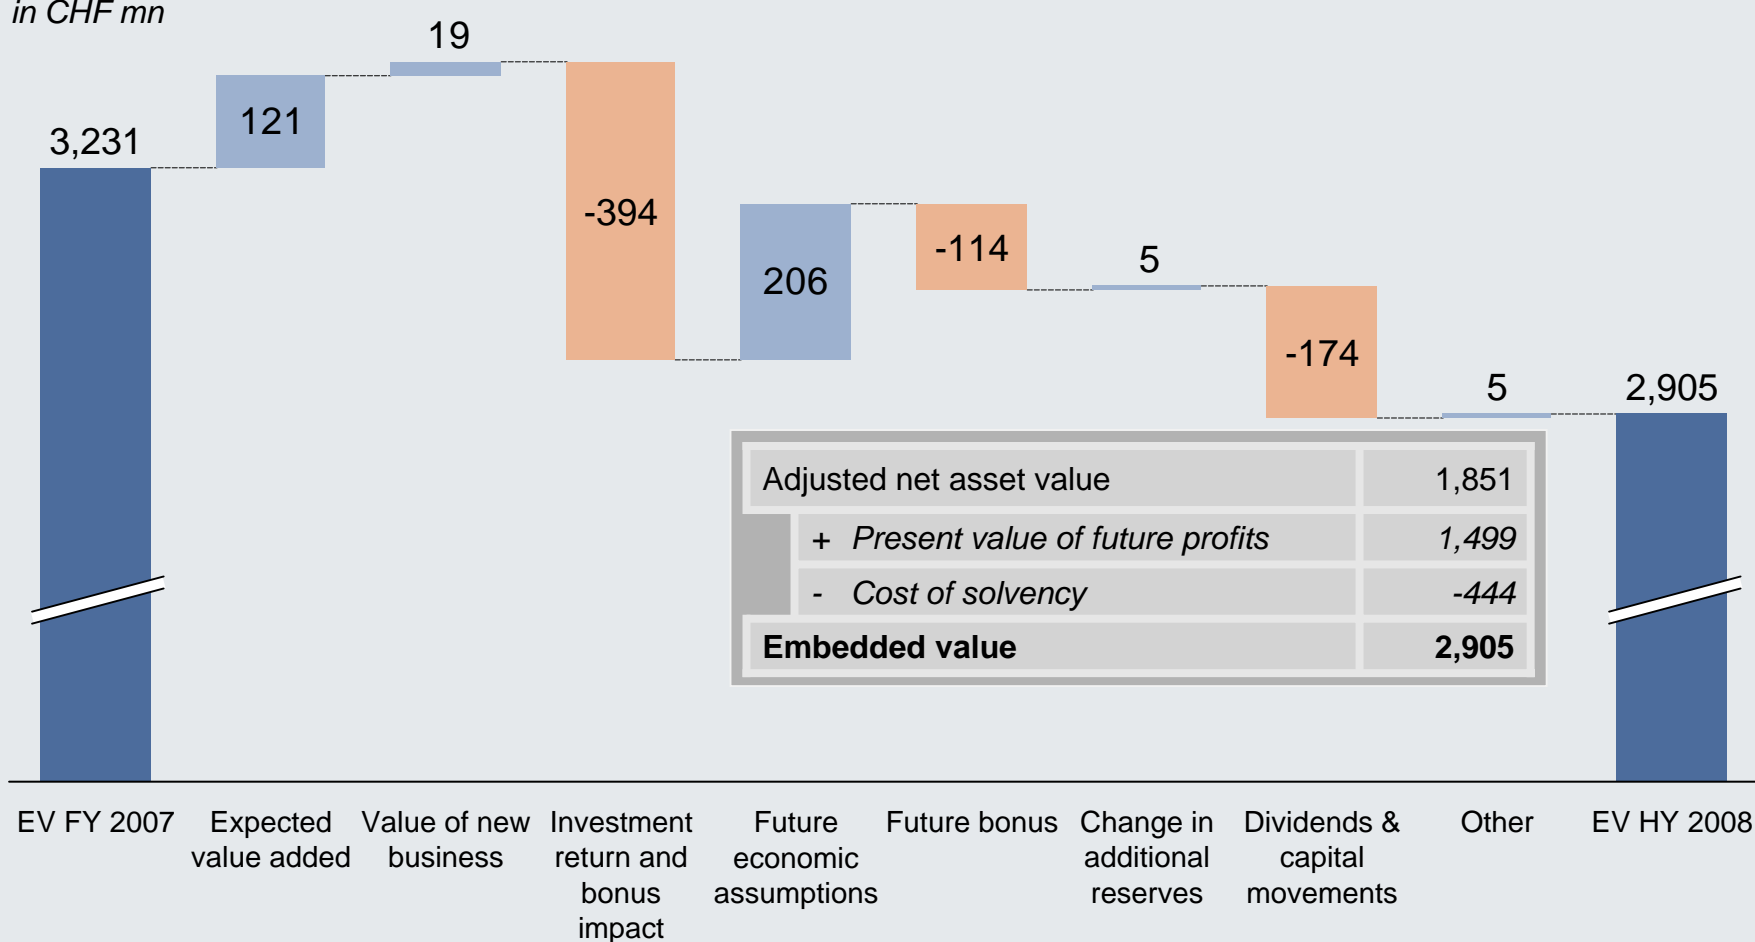 in CHF mn
3,231
121
19
-394
206
-114
5
-174
5
2,905
Adjusted net asset value 1,851
+ Present value of future profits 1,499
- Cost of solvency -444
Embedded value 2,905
EV FY 2007
Expected
value added
Value of new
business
Investment
return and
bonus
impact
Future
economic
assumptions
Future bonus
Change in
additional
reserves
Dividends &
capital
movements
Other
EV HY 2008